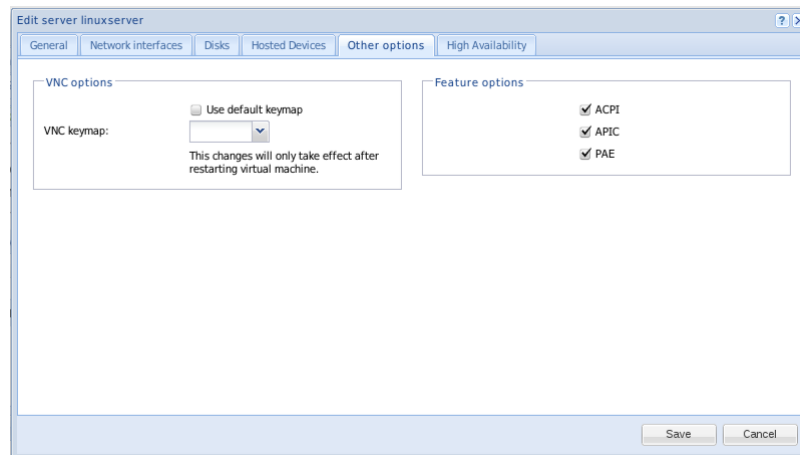 Edit server linuxserver
General
Network interfaces
Disks
Hosted Devices
Other options
High Availability
VNC options
Use default keymap
VNC keymap:
This changes will only take effect after
restarting virtual machine.
Feature options
ACPI
APIC
PAE
Save
Cancel